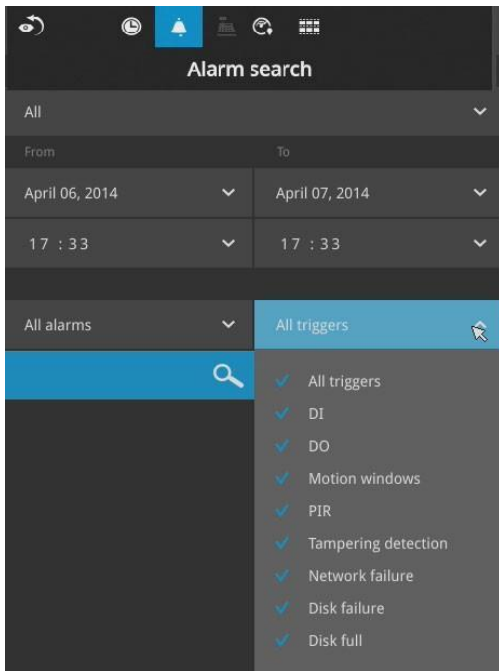 Alarm search
All
From To
April 06, 2014 April 07, 2014
17 : 33 17 : 33
All alarms All triggers
All triggers
DI
DO
Motion windows
PIR
Tampering detection
Network failure
Disk failure
Disk full